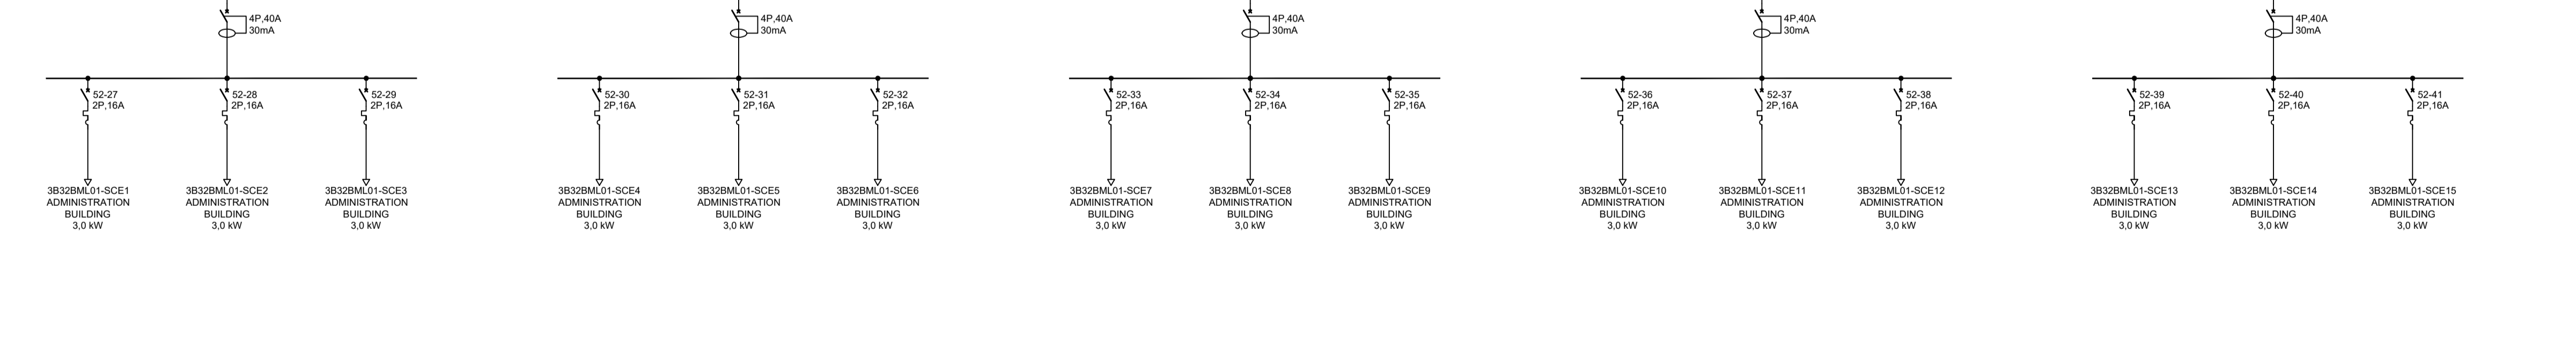 4P,40A
30mA
4P,40A
30mA
4P,40A
30mA
4P,40A
30mA
4P,40A
30mA
52-27
2P,16A
52-28
2P,16A
52-29
2P,16A
52-30
2P,16A
52-31
2P,16A
52-32
2P,16A
52-33
2P,16A
52-34
2P,16A
52-35
2P,16A
52-36
2P,16A
52-37
2P,16A
52-38
2P,16A
52-39
2P,16A
52-40
2P,16A
52-41
2P,16A
3B32BML01-SCE1
ADMINISTRATION
BUILDING
3,0 kW
3B32BML01-SCE2
ADMINISTRATION
BUILDING
3,0 kW
3B32BML01-SCE3
ADMINISTRATION
BUILDING
3,0 kW
3B32BML01-SCE4
ADMINISTRATION
BUILDING
3,0 kW
3B32BML01-SCE5
ADMINISTRATION
BUILDING
3,0 kW
3B32BML01-SCE6
ADMINISTRATION
BUILDING
3,0 kW
3B32BML01-SCE7
ADMINISTRATION
BUILDING
3,0 kW
3B32BML01-SCE8
ADMINISTRATION
BUILDING
3,0 kW
3B32BML01-SCE9
ADMINISTRATION
BUILDING
3,0 kW
3B32BML01-SCE10
ADMINISTRATION
BUILDING
3,0 kW
3B32BML01-SCE11
ADMINISTRATION
BUILDING
3,0 kW
3B32BML01-SCE12
ADMINISTRATION
BUILDING
3,0 kW
3B32BML01-SCE13
ADMINISTRATION
BUILDING
3,0 kW
3B32BML01-SCE14
ADMINISTRATION
BUILDING
3,0 kW
3B32BML01-SCE15
ADMINISTRATION
BUILDING
3,0 kW